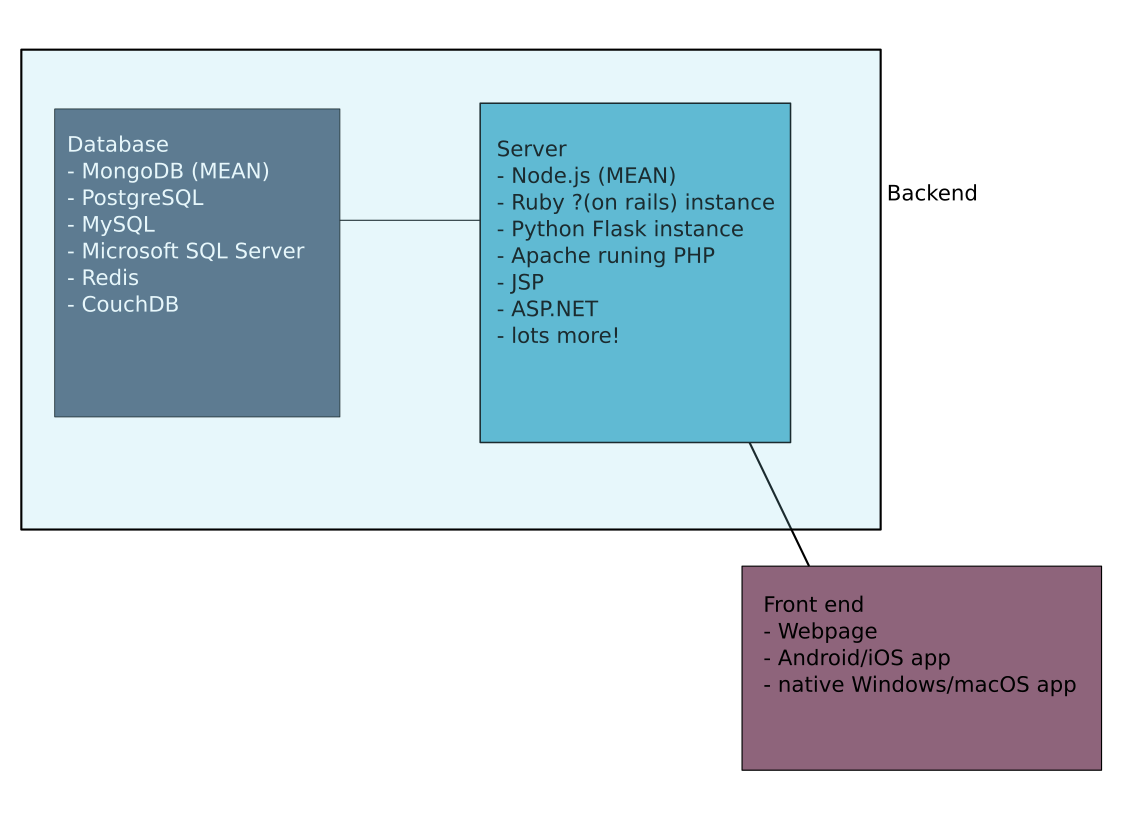 Database
- MongoDB (MEAN)
- PostgreSQL
- MySQL
- Microsoft SQL Server
- Redis
- CouchDB
Server
- Node.js (MEAN)
- Ruby ?(on rails) instance
- Python Flask instance
- Apache runing PHP
- JSP
- ASP.NET
- lots more!
Backend
Front end
- Webpage
- Android/iOS app
- native Windows/macOS app